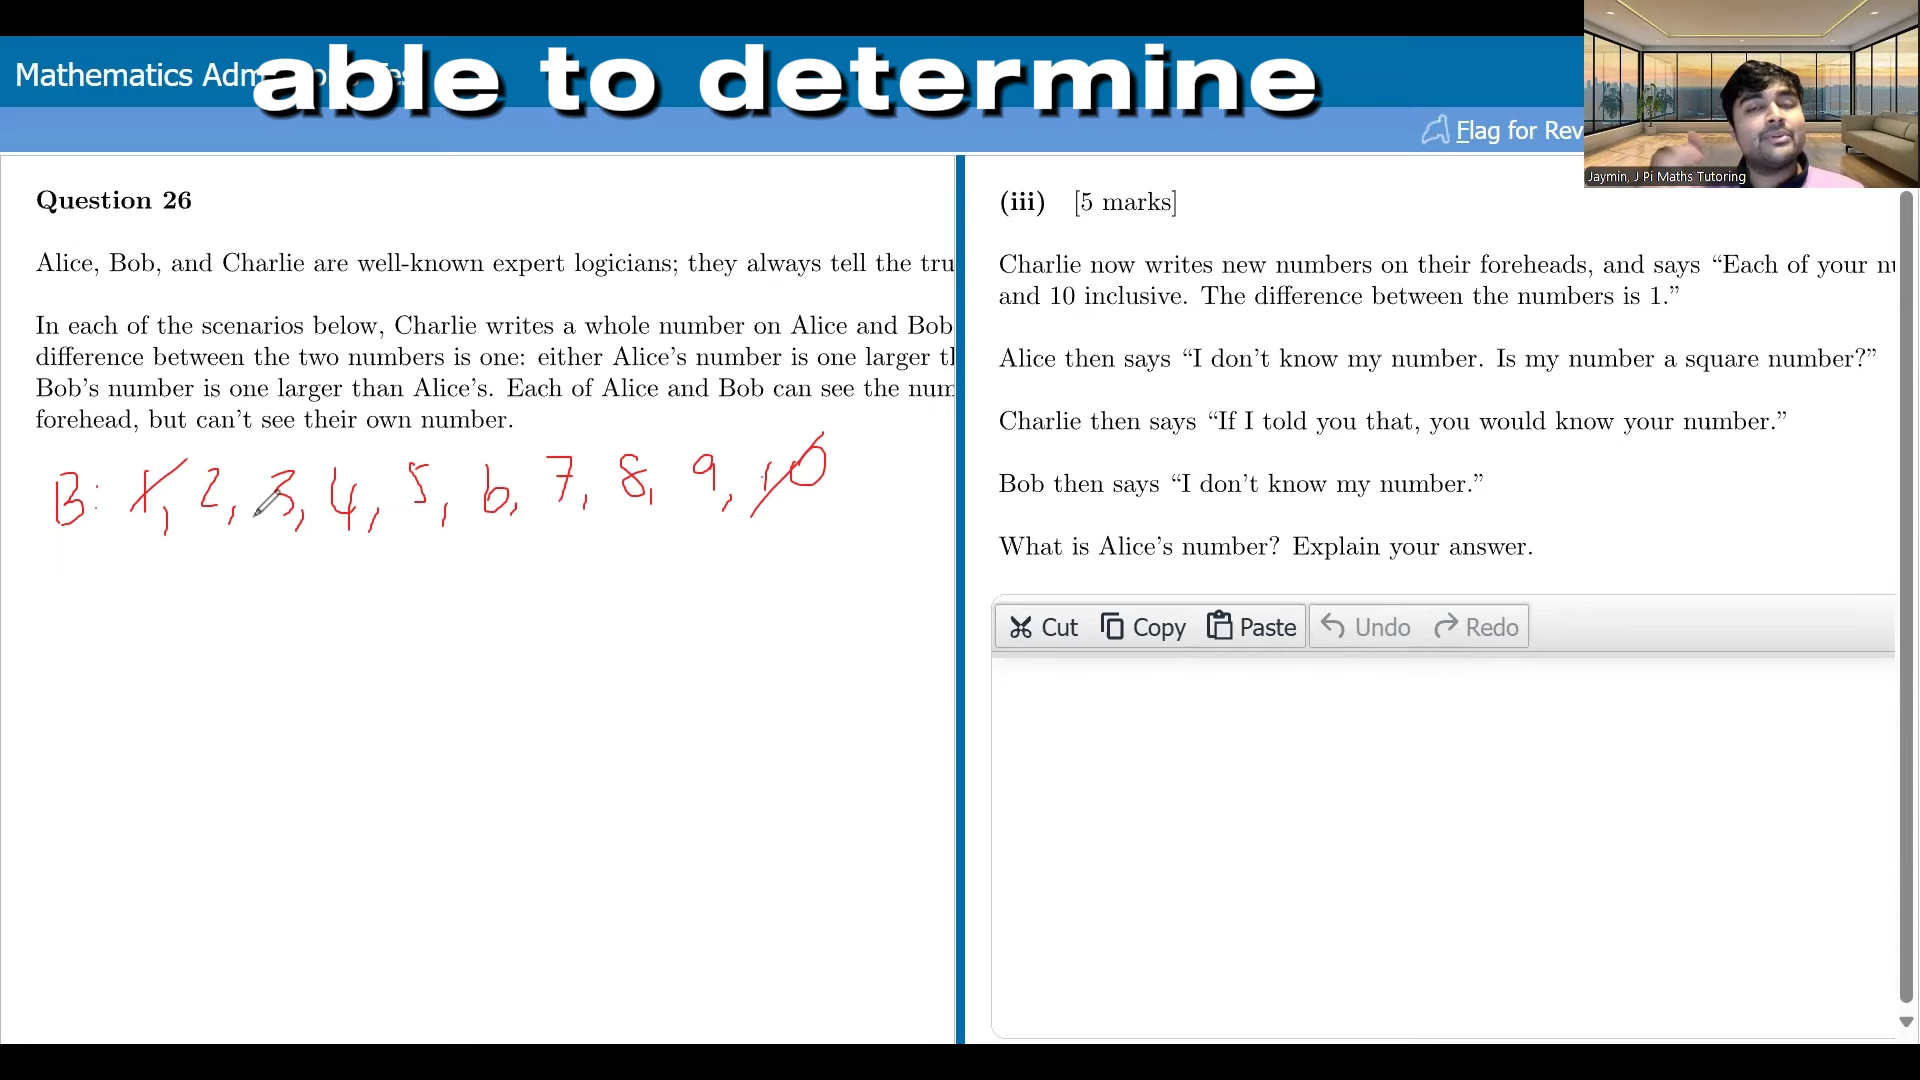 Mathematics Adm
able to determine
Flag for Rev
Jaymin, J Pi Maths Tutoring
Question 26
Alice, Bob, and Charlie are well-known expert logicians; they always tell the tru
In each of the scenarios below, Charlie writes a whole number on Alice and Bob
difference between the two numbers is one: either Alice's number is one larger th
Bob's number is one larger than Alice's. Each of Alice and Bob can see the num
forehead, but can't see their own number.
B: 1, 2, 3, 4, 5, 6, 7, 8, 9, 10
(iii) [5 marks]
Charlie now writes new numbers on their foreheads, and says “Each of your nu
and 10 inclusive. The difference between the numbers is 1.”
Alice then says “I don't know my number. Is my number a square number?”
Charlie then says “If I told you that, you would know your number.”
Bob then says “I don't know my number.”
What is Alice's number? Explain your answer.
Cut Copy Paste Undo Redo